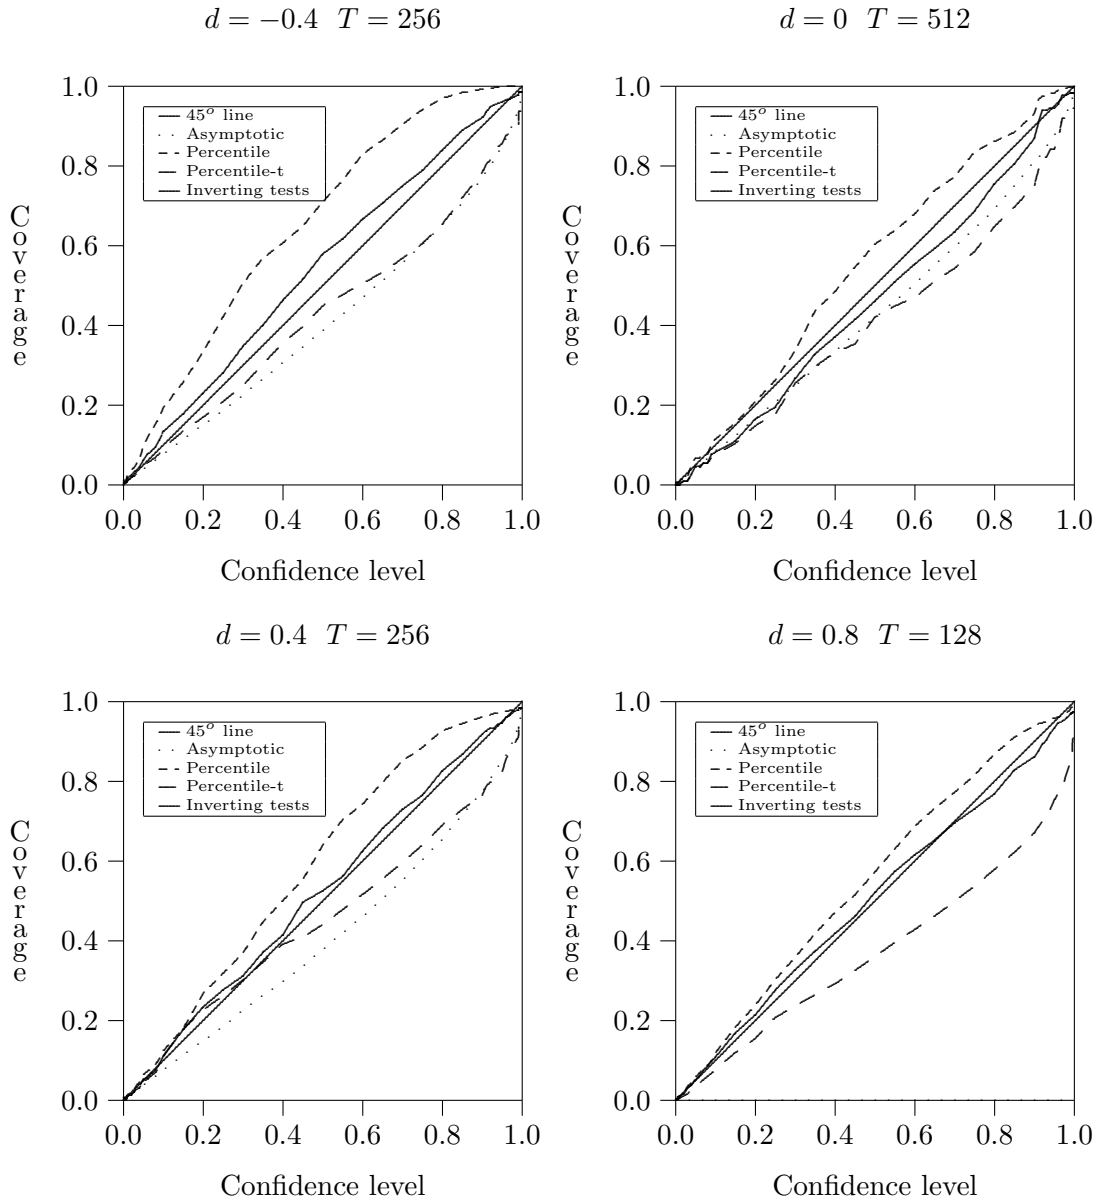 d = −0.4 T = 256
1.0
0.8
0.6
0.4
0.2
0.0
Coverage
45° line
Asymptotic
Percentile
Percentile-t
Inverting tests
0.0 0.2 0.4 0.6 0.8 1.0
Confidence level
d = 0 T = 512
1.0
0.8
0.6
0.4
0.2
0.0
Coverage
45° line
Asymptotic
Percentile
Percentile-t
Inverting tests
0.0 0.2 0.4 0.6 0.8 1.0
Confidence level
d = 0.4 T = 256
1.0
0.8
0.6
0.4
0.2
0.0
Coverage
45° line
Asymptotic
Percentile
Percentile-t
Inverting tests
0.0 0.2 0.4 0.6 0.8 1.0
Confidence level
d = 0.8 T = 128
1.0
0.8
0.6
0.4
0.2
0.0
Coverage
45° line
Asymptotic
Percentile
Percentile-t
Inverting tests
0.0 0.2 0.4 0.6 0.8 1.0
Confidence level